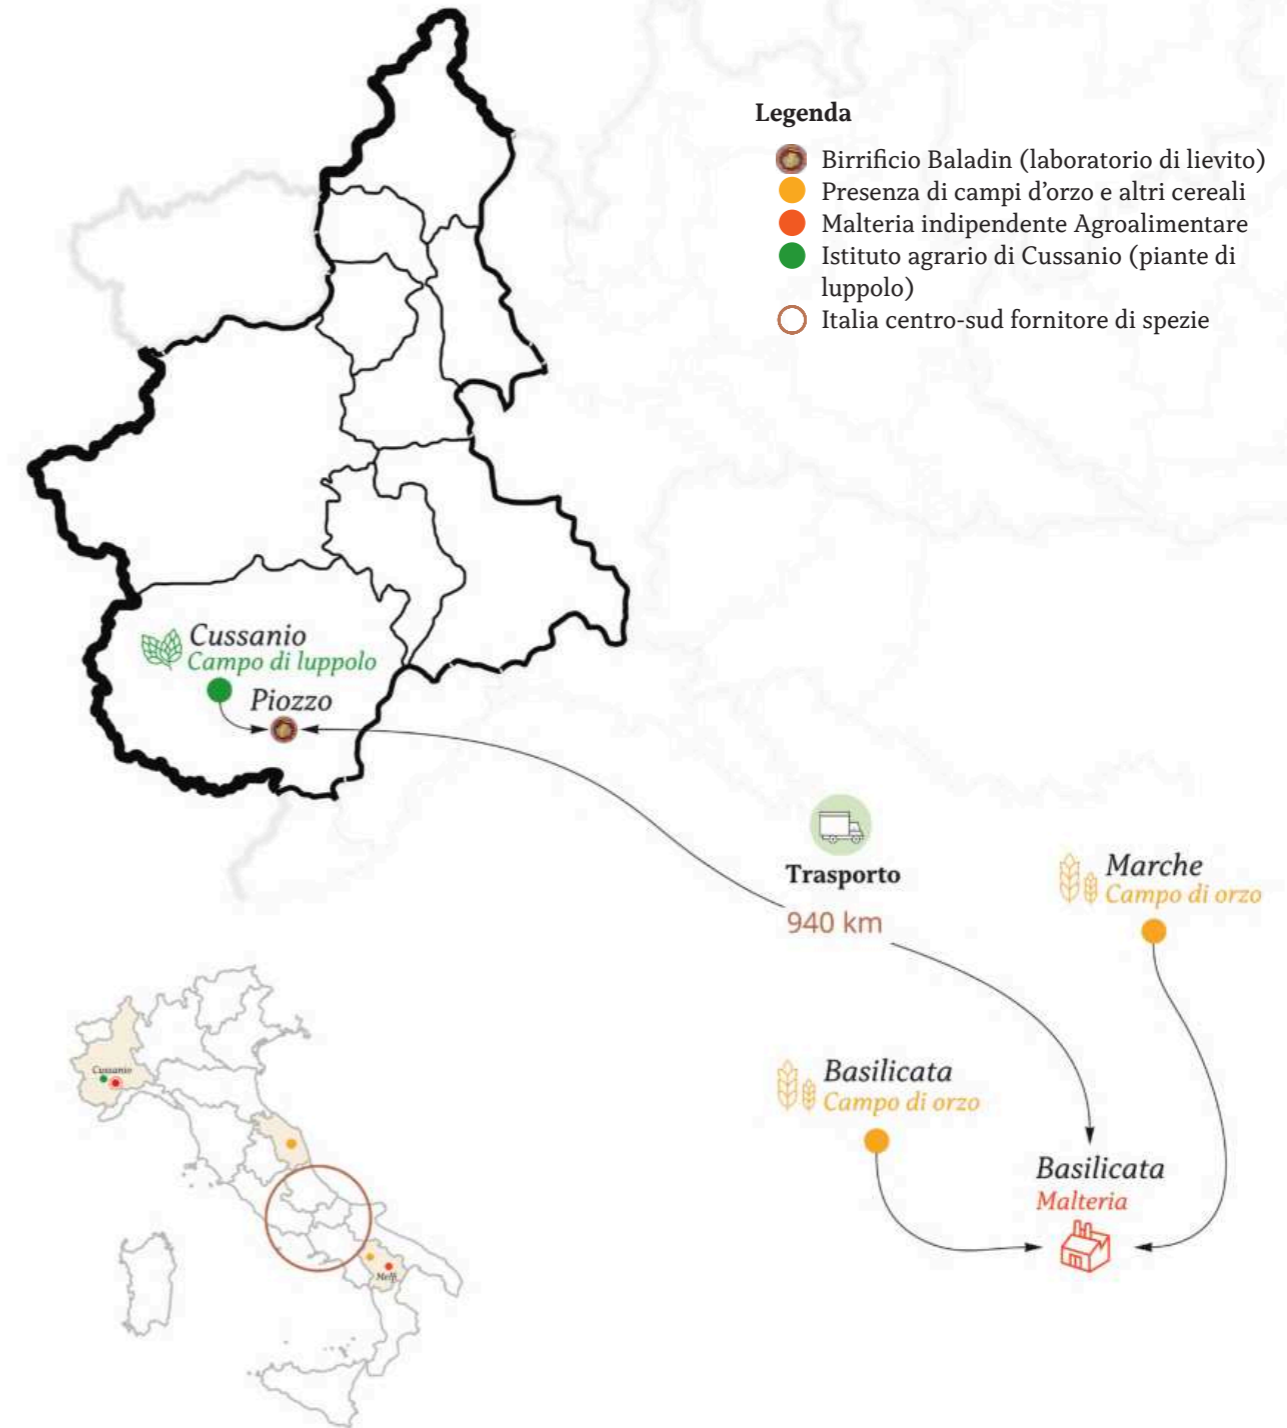 Legenda
Birrificio Baladin (laboratorio di lievito)
Presenza di campi d'orzo e altri cereali
Malteria indipendente Agroalimentare
Istituto agrario di Cussanio (piante di
luppolo)
Italia centro-sud fornitore di spezie
Cussanio
Campo di luppolo
Piozzo
Trasporto
940 km
Marche
Campo di orzo
Basilicata
Campo di orzo
Basilicata
Malteria
Cussanio
Melfi